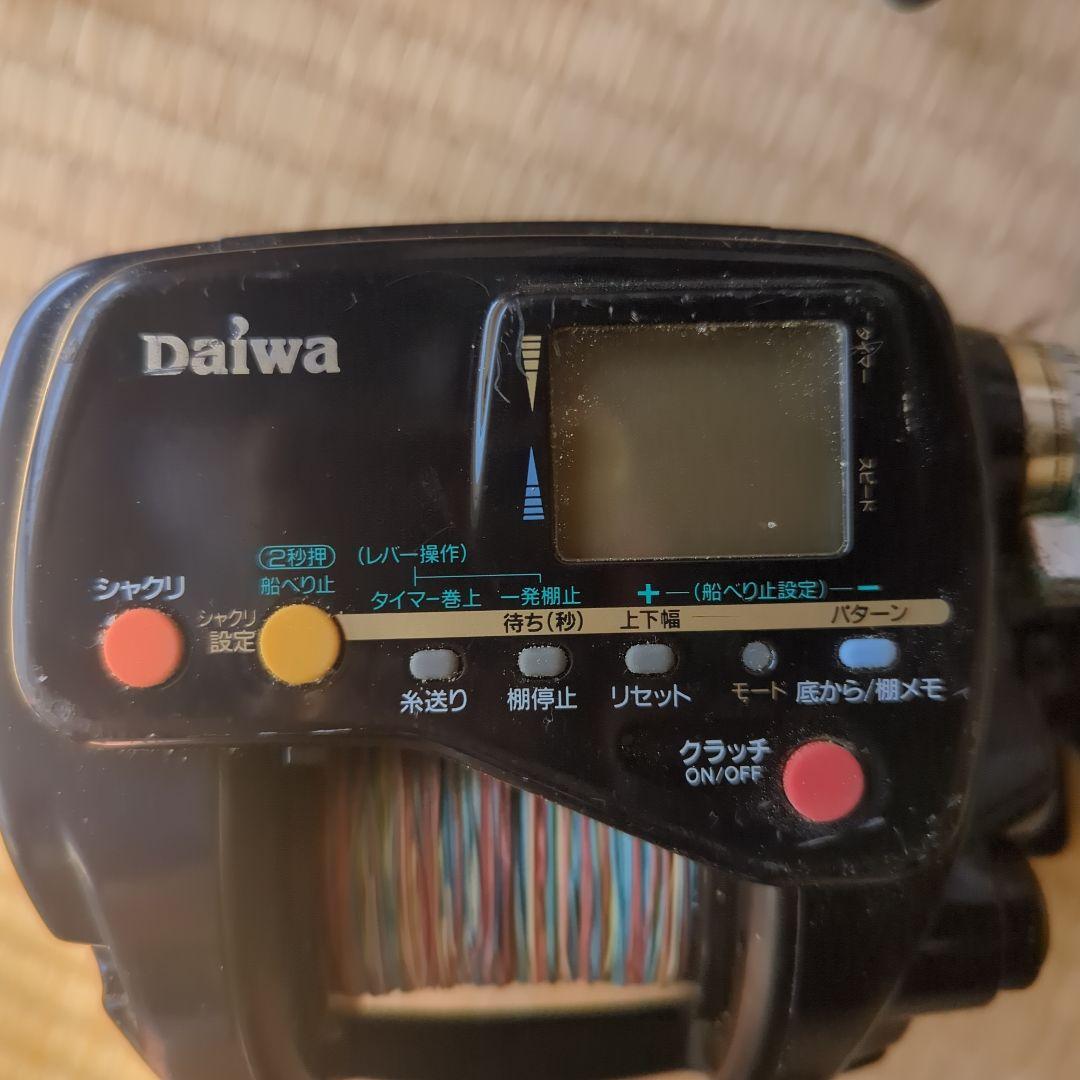 Daiwa
スピード
2秒押 (レバー操作)
シャクリ
船べり止
タイマー巻上 一発棚止
+ (船べり止設定) −
シャクリ設定
待ち(秒) 上下幅 パターン
糸送り 棚停止 リセット モード 底から/棚メモ
クラッチ
ON/OFF